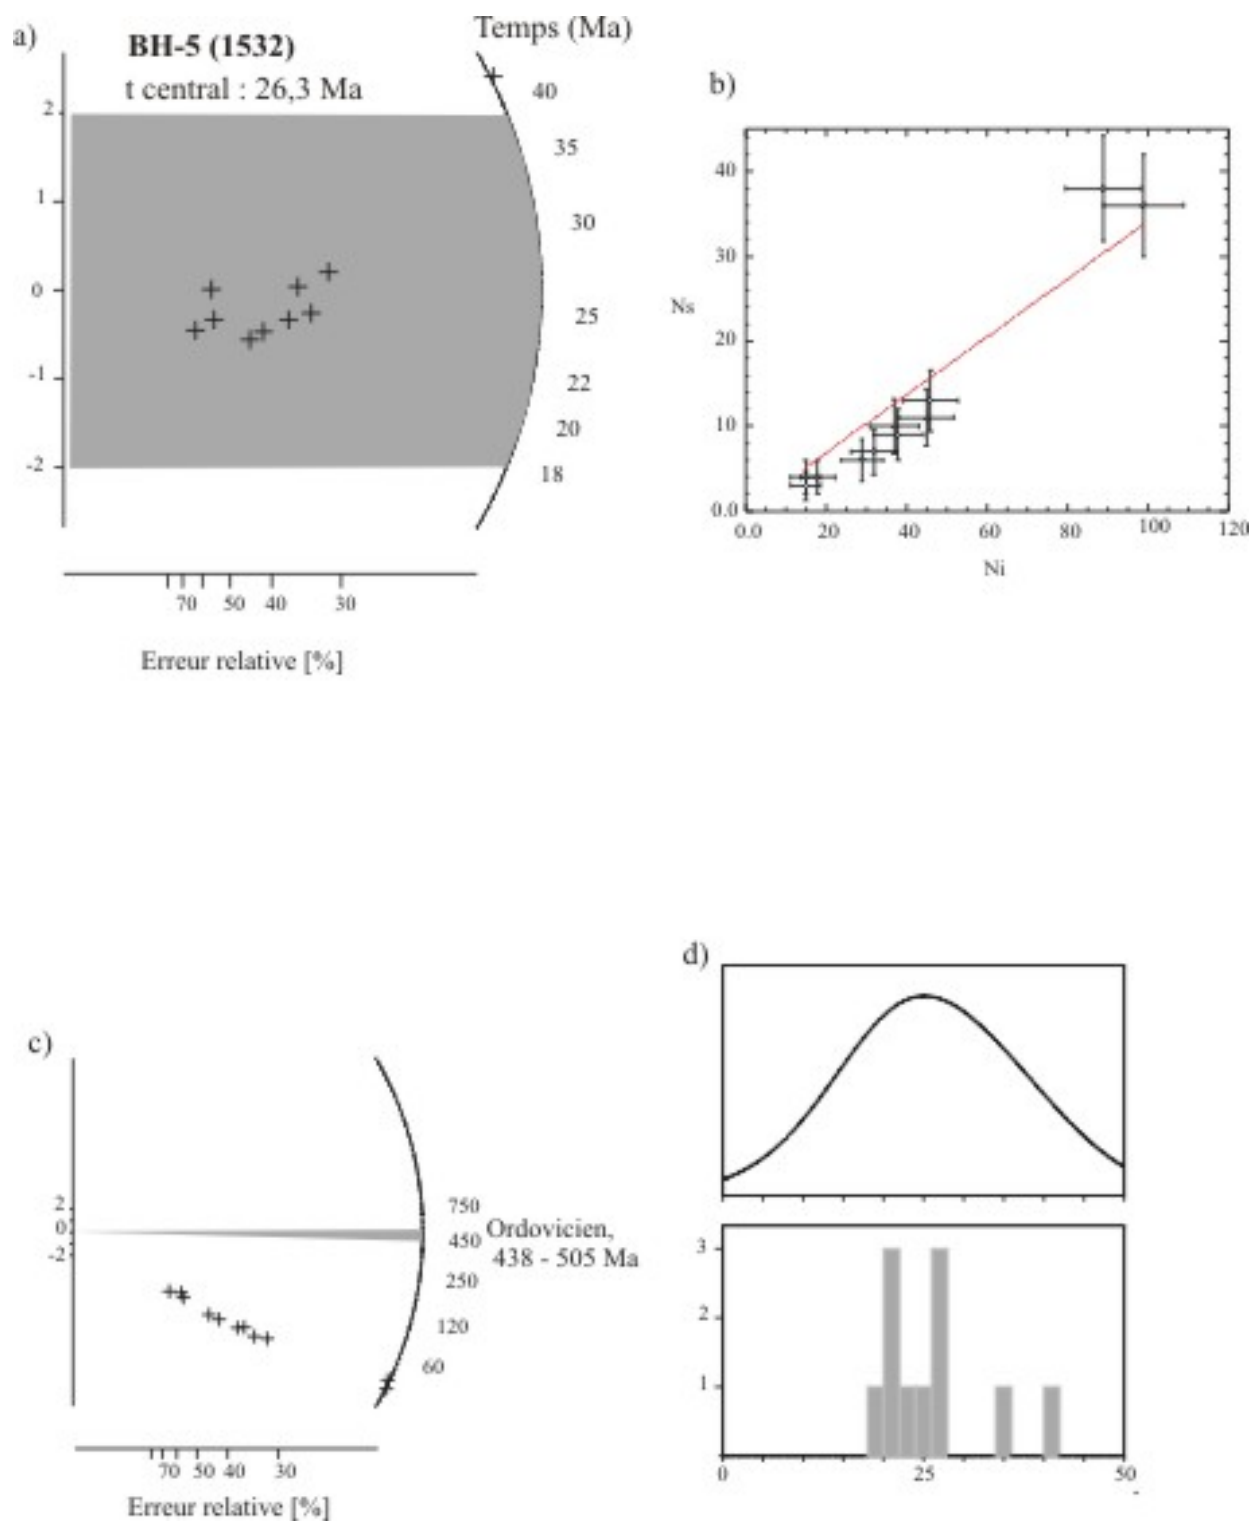 a)
BH-5 (1532)
t central : 26,3 Ma
Temps (Ma)
2
1
0
-1
-2
40
35
30
25
22
20
18
70 50 40 30
Erreur relative [%]
b)
Ns
40
30
20
10
0.0
0.0 20 40 60 80 100 120
Ni
c)
2
0
-2
750
450
250
120
60
Ordovicien,
438 - 505 Ma
70 50 40 30
Erreur relative [%]
d)
3
2
1
0 25 50